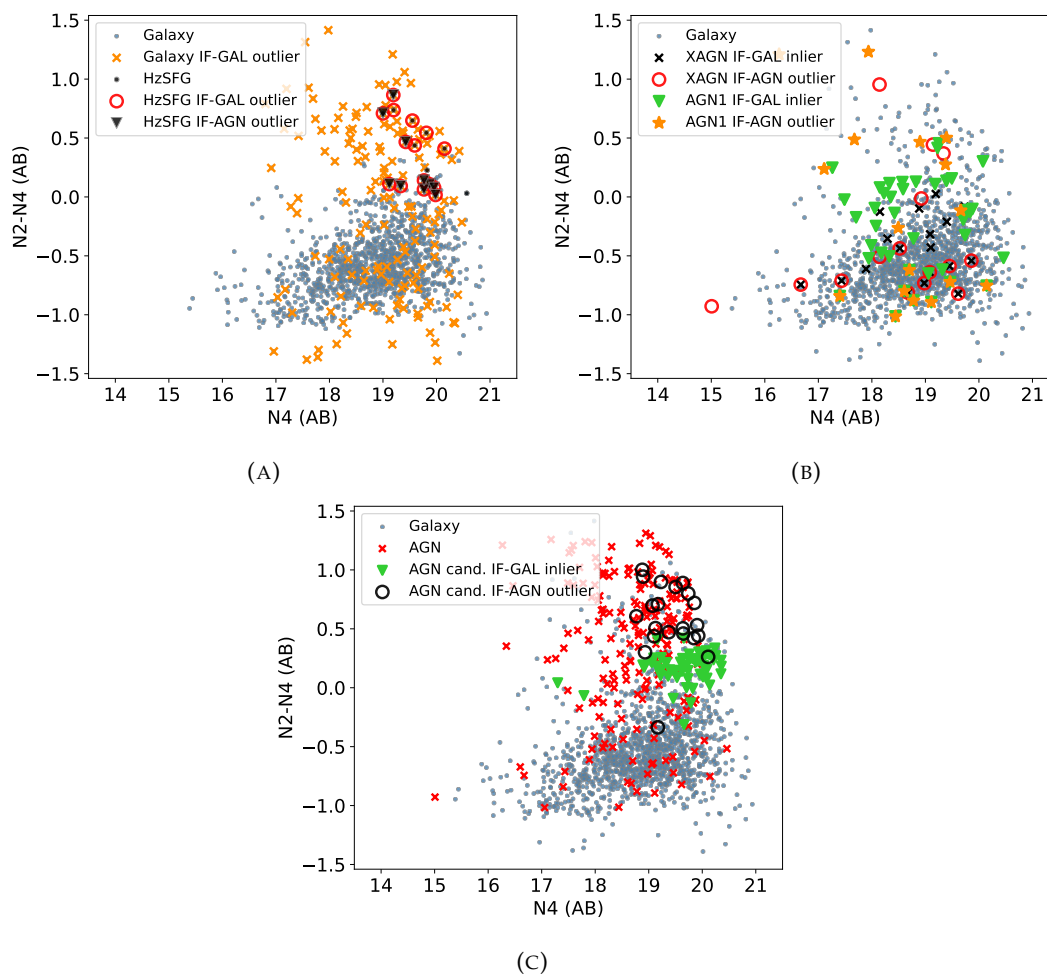 1.5
1.0
0.5
0.0
−0.5
−1.0
−1.5
N2-N4 (AB)
Galaxy
Galaxy IF-GAL outlier
HzSFG
HzSFG IF-GAL outlier
HzSFG IF-AGN outlier
14 15 16 17 18 19 20 21
N4 (AB)
(A)
1.5
1.0
0.5
0.0
−0.5
−1.0
−1.5
N2-N4 (AB)
Galaxy
XAGN IF-GAL inlier
XAGN IF-AGN outlier
AGN1 IF-GAL inlier
AGN1 IF-AGN outlier
14 15 16 17 18 19 20 21
N4 (AB)
(B)
1.5
1.0
0.5
0.0
−0.5
−1.0
−1.5
N2-N4 (AB)
Galaxy
AGN
AGN cand. IF-GAL inlier
AGN cand. IF-AGN outlier
14 15 16 17 18 19 20 21
N4 (AB)
(C)